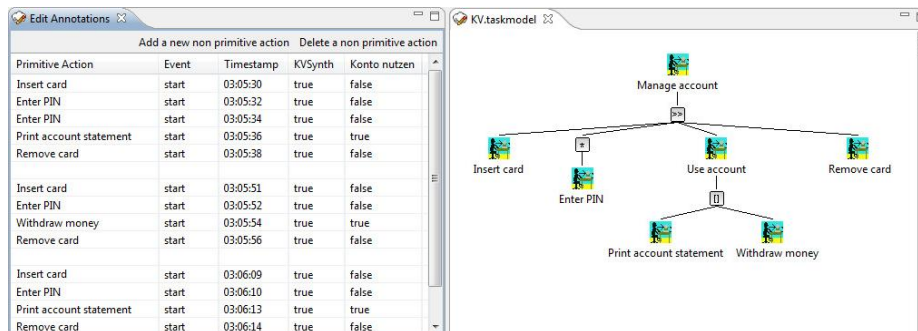 Edit Annotations
Add a new non primitive action Delete a non primitive action
Primitive Action Event Timestamp KVSynth Konto nutzen
Insert card start 03:05:30 true false
Enter PIN start 03:05:32 true false
Enter PIN start 03:05:34 true false
Print account statement start 03:05:36 true true
Remove card start 03:05:38 true false
Insert card start 03:05:51 true false
Enter PIN start 03:05:52 true false
Withdraw money start 03:05:54 true true
Remove card start 03:05:56 true false
Insert card start 03:06:09 true false
Enter PIN start 03:06:10 true false
Print account statement start 03:06:13 true true
Remove card start 03:06:14 true false
KV.taskmodel
Manage account
>>
*
Insert card Enter PIN Use account Remove card
[]
Print account statement Withdraw money